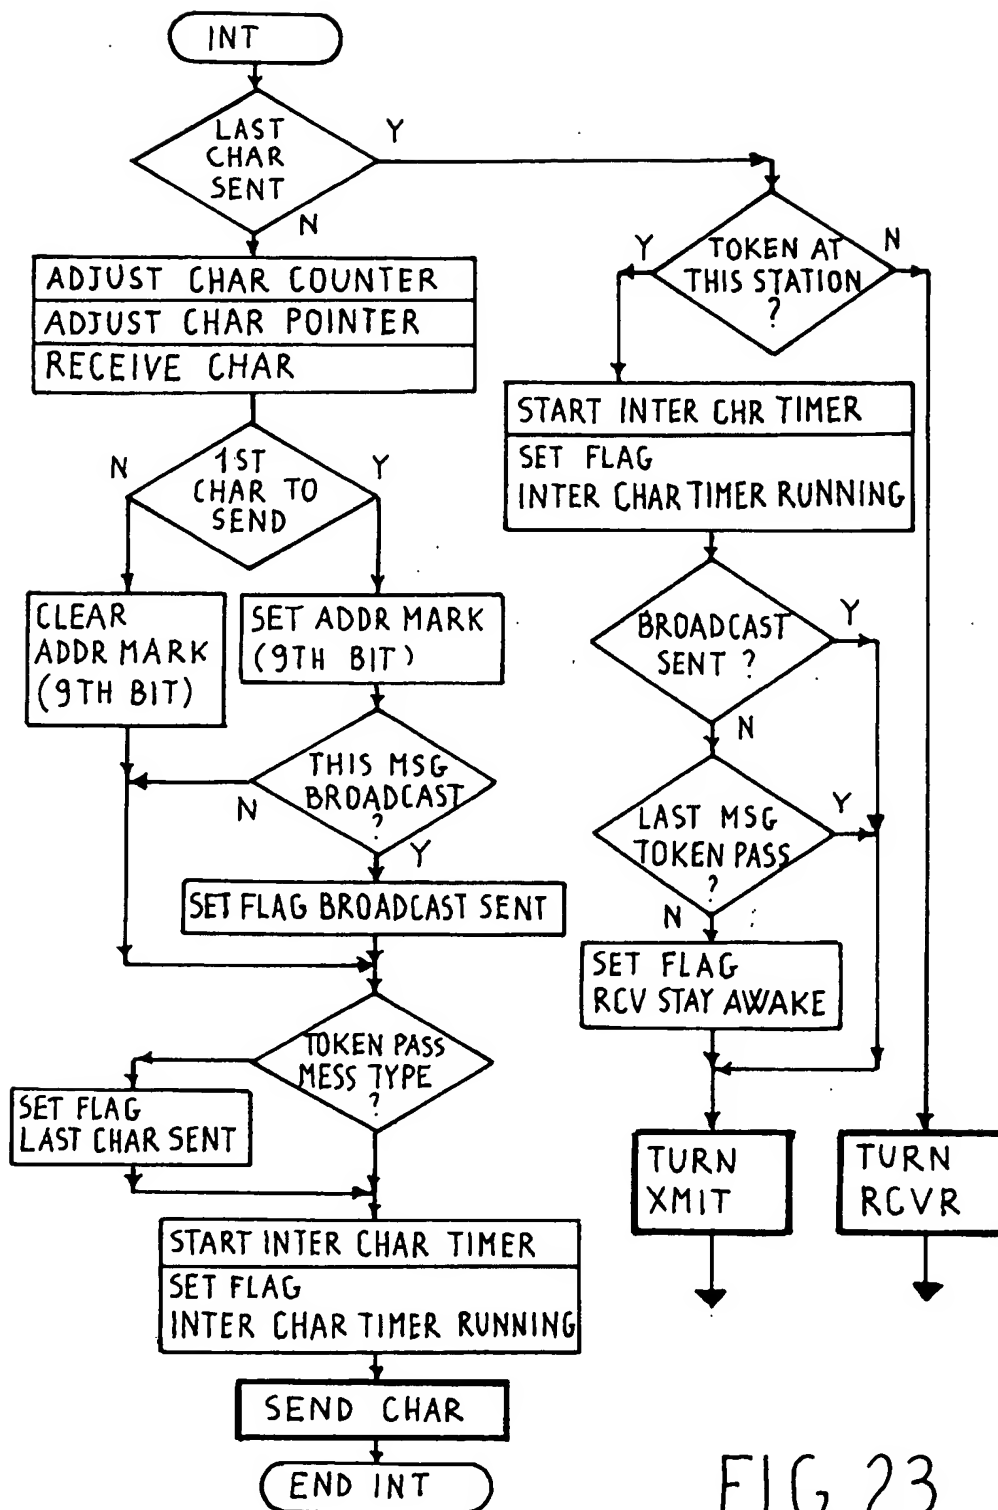 INT
LAST
CHAR
SENT
Y
N
ADJUST CHAR COUNTER
ADJUST CHAR POINTER
RECEIVE CHAR
N
1ST
CHAR TO
SEND
Y
CLEAR
ADDR MARK
(9TH BIT)
SET ADDR MARK
(9TH BIT)
THIS MSG
BROADCAST
?
N
Y
SET FLAG BROADCAST SENT
TOKEN PASS
MESS TYPE
?
SET FLAG
LAST CHAR SENT
START INTER CHAR TIMER
SET FLAG
INTER CHAR TIMER RUNNING
SEND CHAR
END INT
Y
TOKEN AT
THIS STATION
?
N
START INTER CHR TIMER
SET FLAG
INTER CHAR TIMER RUNNING
BROADCAST
SENT ?
Y
N
LAST MSG
TOKEN PASS
?
Y
N
SET FLAG
RCV STAY AWAKE
TURN
XMIT
TURN
RCVR
FIG 23